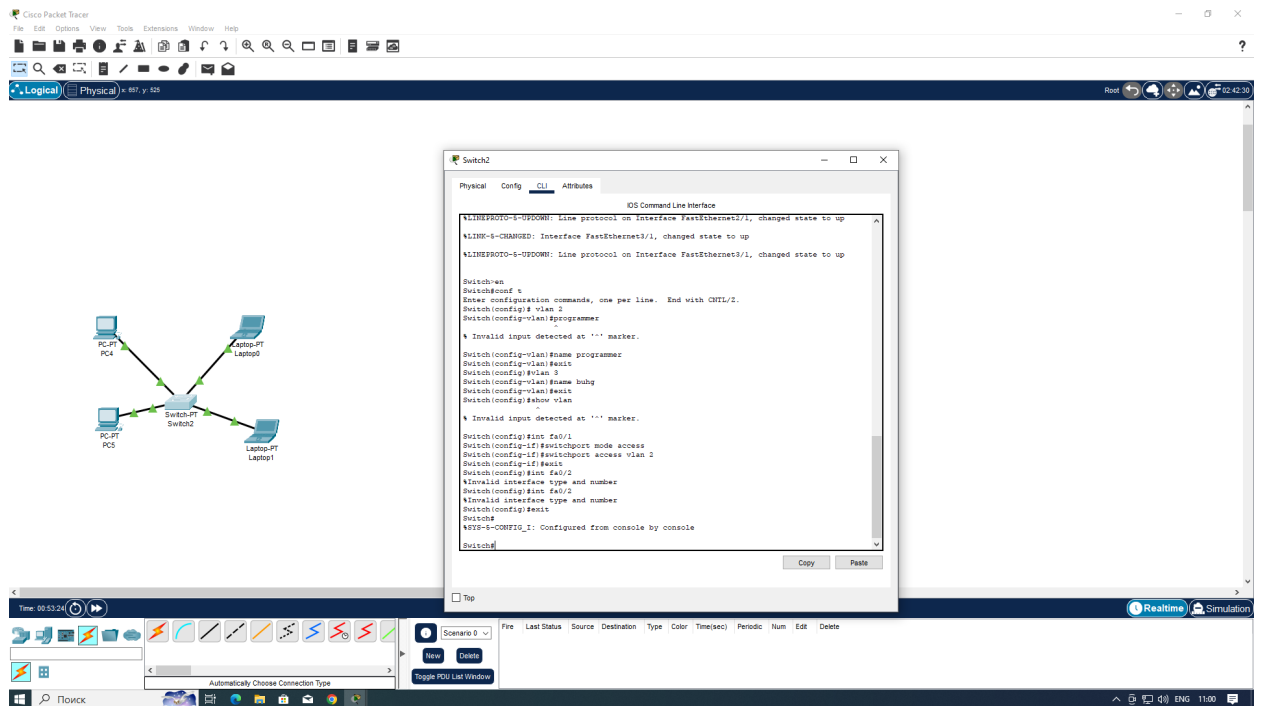 Cisco Packet Tracer
File Edit Options View Tools Extensions Window Help
?
Logical Physical x: 657, y: 525 Root 02:42:30
Switch2
Physical Config CLI Attributes
IOS Command Line Interface
%LINEPROTO-5-UPDOWN: Line protocol on Interface FastEthernet2/1, changed state to up
%LINK-5-CHANGED: Interface FastEthernet3/1, changed state to up
%LINEPROTO-5-UPDOWN: Line protocol on Interface FastEthernet3/1, changed state to up
Switch>en
Switch#conf t
Enter configuration commands, one per line. End with CNTL/Z.
Switch(config)# vlan 2
Switch(config-vlan)#programmer
^
% Invalid input detected at '^' marker.
Switch(config-vlan)#name programmer
Switch(config-vlan)#exit
Switch(config)#vlan 3
Switch(config-vlan)#name buhg
Switch(config-vlan)#exit
Switch(config)#show vlan
^
% Invalid input detected at '^' marker.
Switch(config)#int fa0/1
Switch(config-if)#switchport mode access
Switch(config-if)#switchport access vlan 2
Switch(config-if)#exit
Switch(config)#int fa0/2
%Invalid interface type and number
Switch(config)#int fa0/2
%Invalid interface type and number
Switch(config)#exit
Switch#
%SYS-5-CONFIG_I: Configured from console by console
Switch#
Copy Paste
Top
PC-PT
PC4
Laptop-PT
Laptop0
Switch-PT
Switch2
PC-PT
PC5
Laptop-PT
Laptop1
Time: 00:53:24 Realtime Simulation
Scenario 0
New Delete
Toggle PDU List Window
Fire Last Status Source Destination Type Color Time(sec) Periodic Num Edit Delete
Automatically Choose Connection Type
Поиск
ENG 11:00